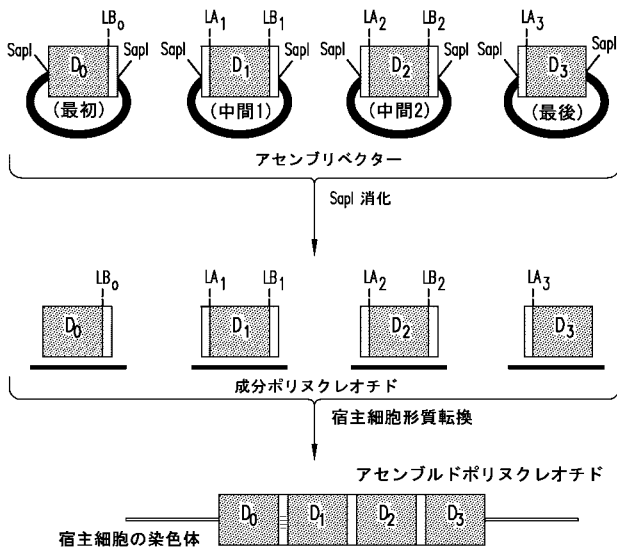 LB₀ LA₁ LB₁ LA₂ LB₂ LA₃
SapI SapI SapI SapI SapI SapI SapI SapI
D₀ D₁ D₂ D₃
(最初) (中間1) (中間2) (最後)
アセンブリベクター
SapI 消化
LB₀ LA₁ LB₁ LA₂ LB₂ LA₃
D₀ D₁ D₂ D₃
成分ポリヌクレオチド
宿主細胞形質転換
アセンブルドポリヌクレオチド
D₀ D₁ D₂ D₃
宿主細胞の染色体